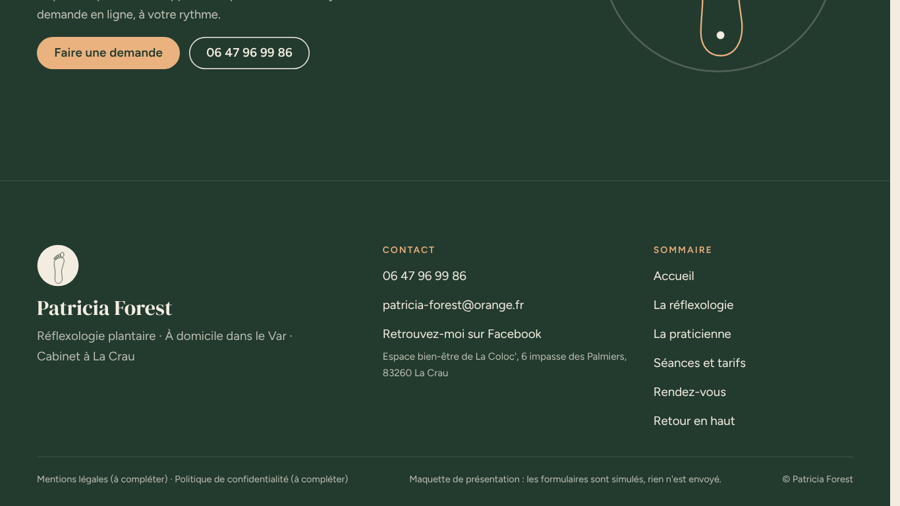 demande en ligne, à votre rythme.
Faire une demande
06 47 96 99 86
Patricia Forest
Réflexologie plantaire · À domicile dans le Var ·
Cabinet à La Crau
CONTACT
06 47 96 99 86
patricia-forest@orange.fr
Retrouvez-moi sur Facebook
Espace bien-être de La Coloc', 6 impasse des Palmiers,
83260 La Crau
SOMMAIRE
Accueil
La réflexologie
La praticienne
Séances et tarifs
Rendez-vous
Retour en haut
Mentions légales (à compléter) · Politique de confidentialité (à compléter)
Maquette de présentation : les formulaires sont simulés, rien n'est envoyé.
© Patricia Forest